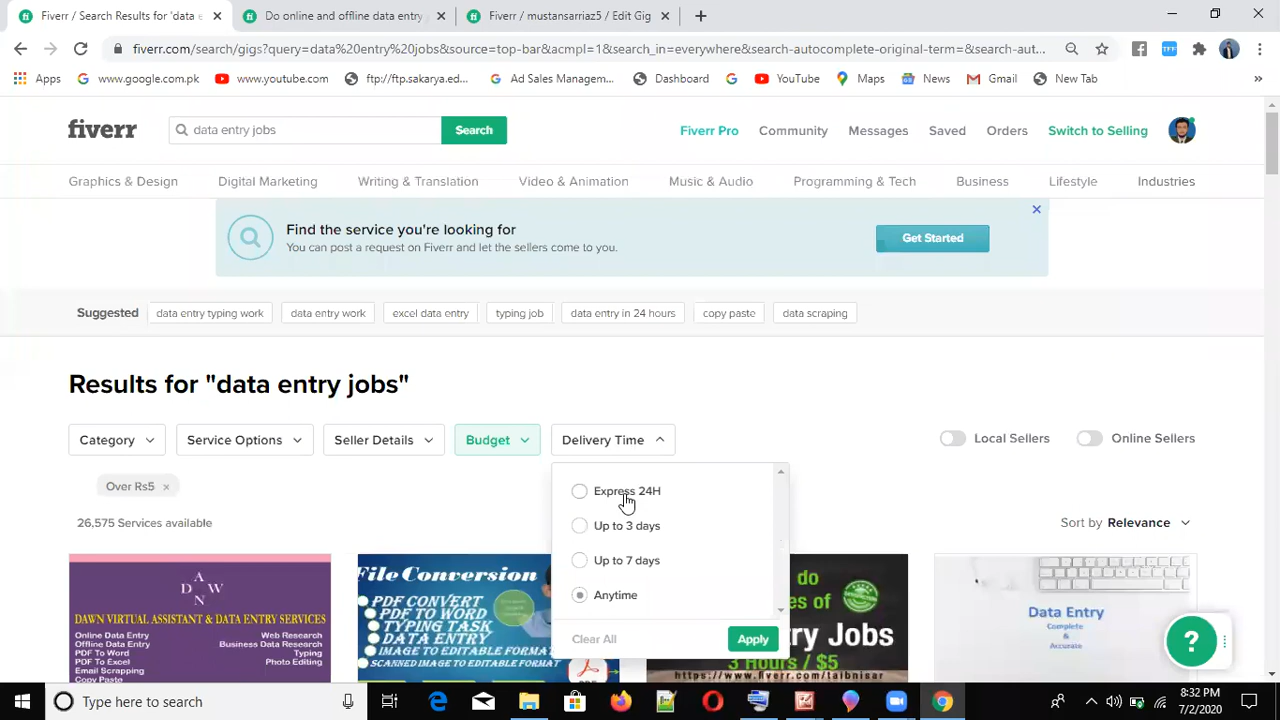 Fiverr / Search Results for 'data e
Do online and offline data entry
Fiverr / mustansarriaz5 / Edit Gig
fiverr.com/search/gigs?query=data%20entry%20jobs&source=top-bar&acmpl=1&search_in=everywhere&search-autocomplete-original-term=&search-aut...
Apps
www.google.com.pk
www.youtube.com
ftp://ftp.sakarya.ed...
Ad Sales Managem...
Dashboard
YouTube
Maps
News
Gmail
New Tab
»
fiverr
data entry jobs
Search
Fiverr Pro
Community
Messages
Saved
Orders
Switch to Selling
Graphics & Design
Digital Marketing
Writing & Translation
Video & Animation
Music & Audio
Programming & Tech
Business
Lifestyle
Industries
Find the service you're looking for
You can post a request on Fiverr and let the sellers come to you.
Get Started
Suggested
data entry typing work
data entry work
excel data entry
typing job
data entry in 24 hours
copy paste
data scraping
Results for "data entry jobs"
Category
Service Options
Seller Details
Budget
Delivery Time
Local Sellers
Online Sellers
Over Rs5 ×
Express 24H
Up to 3 days
Up to 7 days
Anytime
Clear All
Apply
26,575 Services available
Sort by Relevance
DAWN
DAWN VIRTUAL ASSISTANT & DATA ENTRY SERVICES
Online Data Entry
Offline Data Entry
PDF To Word
PDF To Excel
Email Scrapping
Copy Paste
Web Research
Business Data Research
Typing
Photo Editing
File Conversion
PDF CONVERT
PDF TO WORD
TYPING TASK
DATA ENTRY
IMAGE TO EDITABLE FORMAT
SCANNED IMAGE TO EDITABLE FORMAT
do
es of
ry Jobs
3 Hours / $5
https://www.fiverr.com/taibnisar
Data Entry
Complete
&
Accurate
?
Type here to search
8:32 PM
7/2/2020